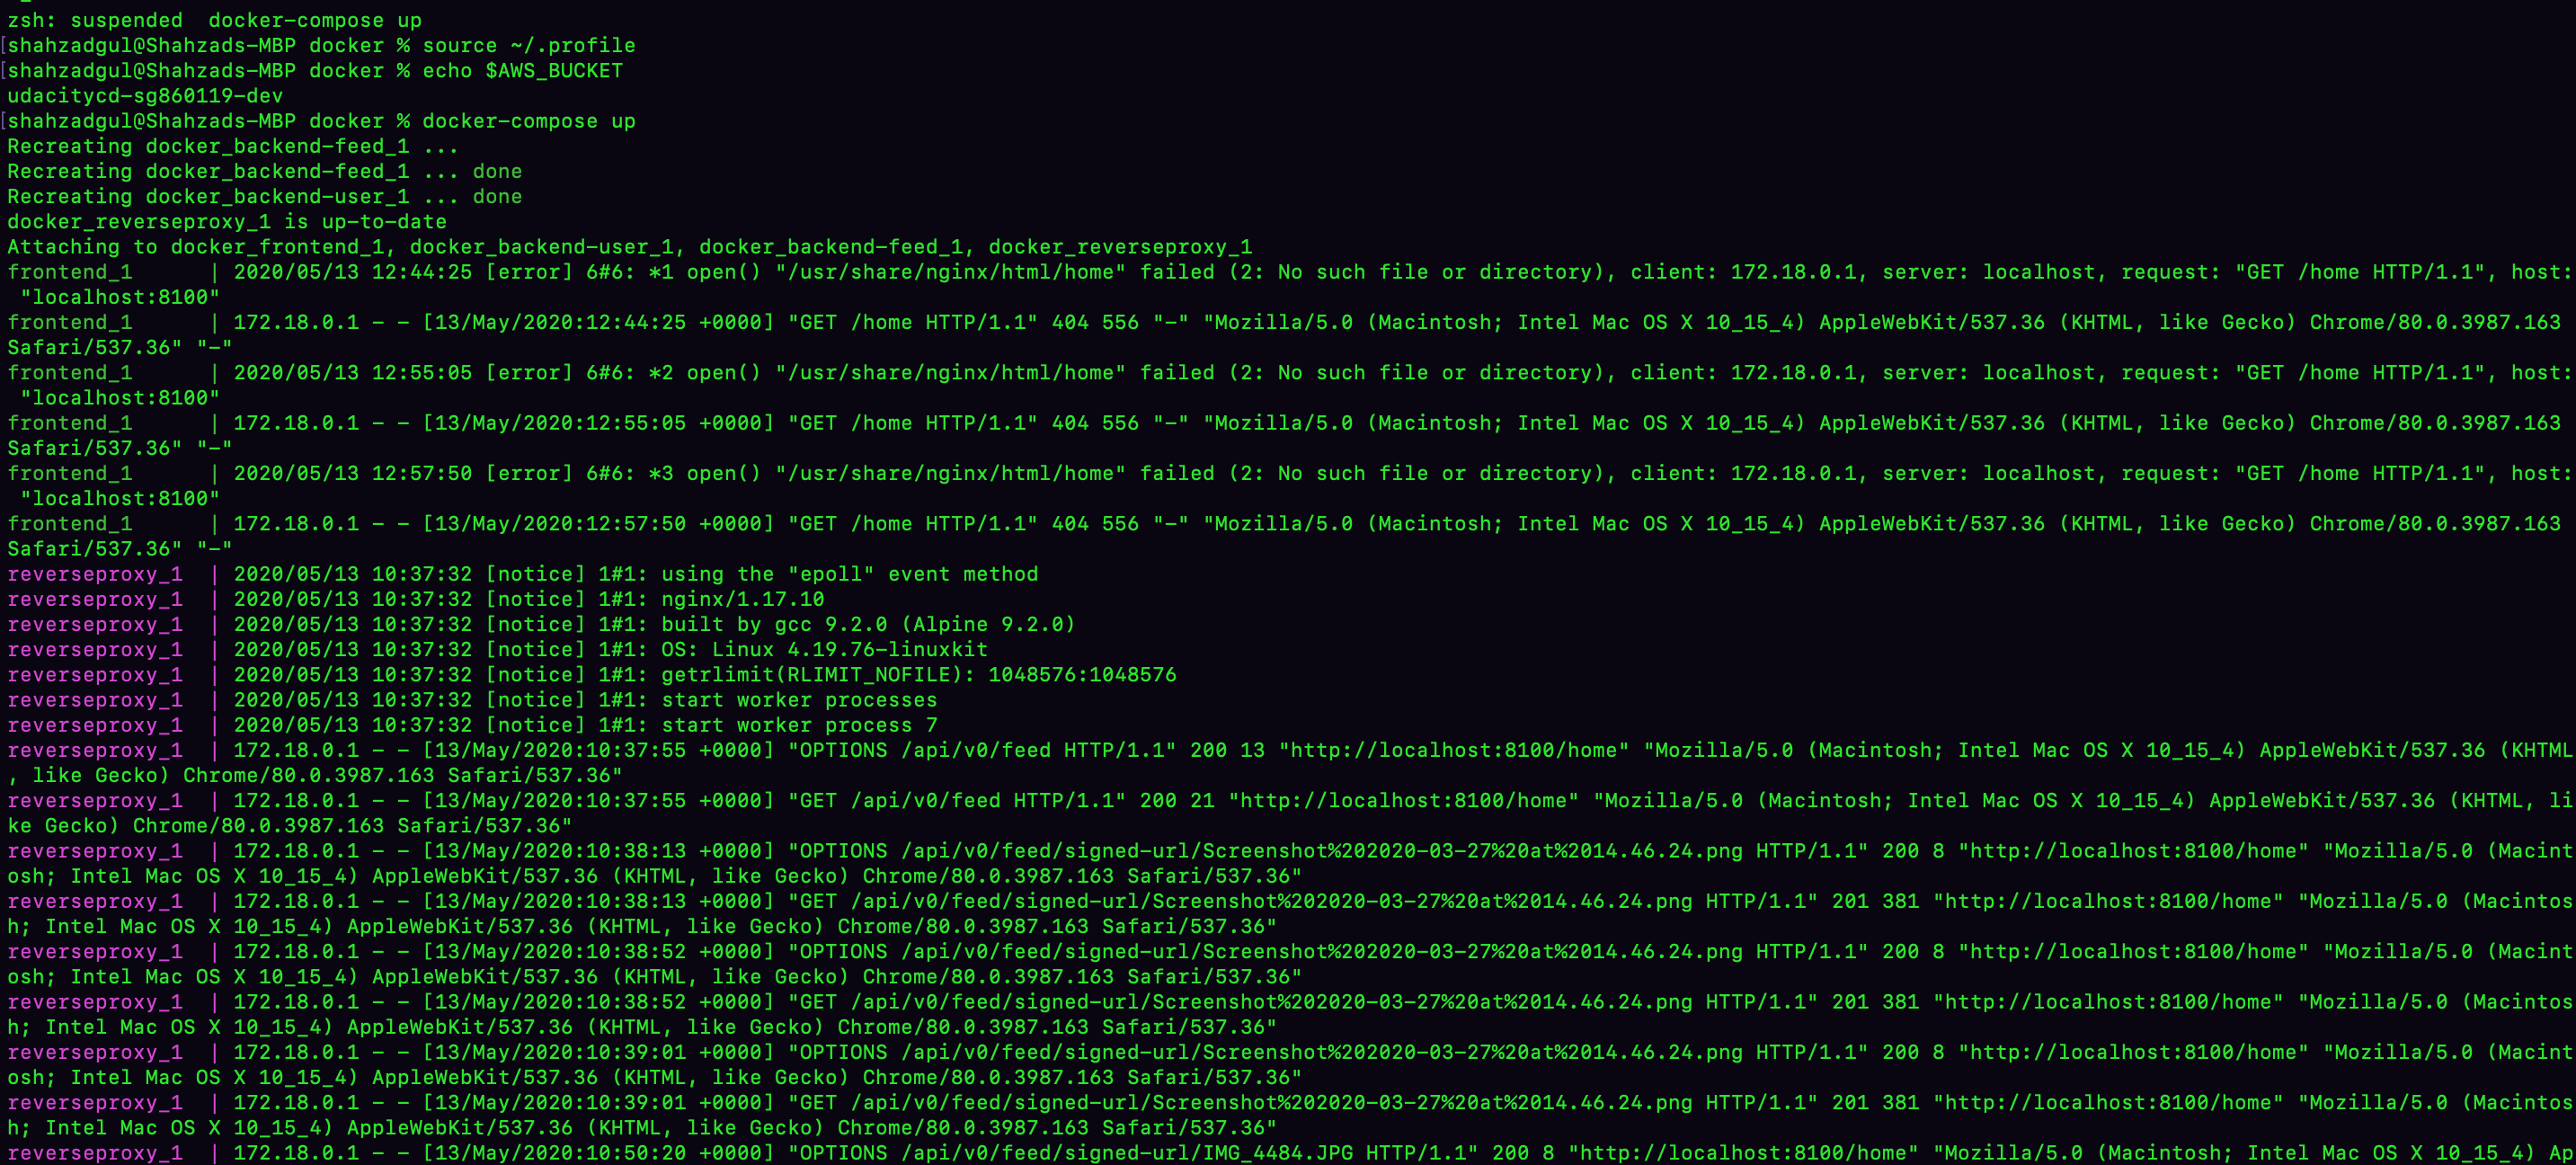 zsh: suspended  docker-compose up
[shahzadgul@Shahzads-MBP docker % source ~/.profile
[shahzadgul@Shahzads-MBP docker % echo $AWS_BUCKET
udacitycd-sg860119-dev
[shahzadgul@Shahzads-MBP docker % docker-compose up
Recreating docker_backend-feed_1 ...
Recreating docker_backend-feed_1 ... done
Recreating docker_backend-user_1 ... done
docker_reverseproxy_1 is up-to-date
Attaching to docker_frontend_1, docker_backend-user_1, docker_backend-feed_1, docker_reverseproxy_1
frontend_1      | 2020/05/13 12:44:25 [error] 6#6: *1 open() "/usr/share/nginx/html/home" failed (2: No such file or directory), client: 172.18.0.1, server: localhost, request: "GET /home HTTP/1.1", host:
 "localhost:8100"
frontend_1      | 172.18.0.1 - - [13/May/2020:12:44:25 +0000] "GET /home HTTP/1.1" 404 556 "-" "Mozilla/5.0 (Macintosh; Intel Mac OS X 10_15_4) AppleWebKit/537.36 (KHTML, like Gecko) Chrome/80.0.3987.163
Safari/537.36" "-"
frontend_1      | 2020/05/13 12:55:05 [error] 6#6: *2 open() "/usr/share/nginx/html/home" failed (2: No such file or directory), client: 172.18.0.1, server: localhost, request: "GET /home HTTP/1.1", host:
 "localhost:8100"
frontend_1      | 172.18.0.1 - - [13/May/2020:12:55:05 +0000] "GET /home HTTP/1.1" 404 556 "-" "Mozilla/5.0 (Macintosh; Intel Mac OS X 10_15_4) AppleWebKit/537.36 (KHTML, like Gecko) Chrome/80.0.3987.163
Safari/537.36" "-"
frontend_1      | 2020/05/13 12:57:50 [error] 6#6: *3 open() "/usr/share/nginx/html/home" failed (2: No such file or directory), client: 172.18.0.1, server: localhost, request: "GET /home HTTP/1.1", host:
 "localhost:8100"
frontend_1      | 172.18.0.1 - - [13/May/2020:12:57:50 +0000] "GET /home HTTP/1.1" 404 556 "-" "Mozilla/5.0 (Macintosh; Intel Mac OS X 10_15_4) AppleWebKit/537.36 (KHTML, like Gecko) Chrome/80.0.3987.163
Safari/537.36" "-"
reverseproxy_1  | 2020/05/13 10:37:32 [notice] 1#1: using the "epoll" event method
reverseproxy_1  | 2020/05/13 10:37:32 [notice] 1#1: nginx/1.17.10
reverseproxy_1  | 2020/05/13 10:37:32 [notice] 1#1: built by gcc 9.2.0 (Alpine 9.2.0)
reverseproxy_1  | 2020/05/13 10:37:32 [notice] 1#1: OS: Linux 4.19.76-linuxkit
reverseproxy_1  | 2020/05/13 10:37:32 [notice] 1#1: getrlimit(RLIMIT_NOFILE): 1048576:1048576
reverseproxy_1  | 2020/05/13 10:37:32 [notice] 1#1: start worker processes
reverseproxy_1  | 2020/05/13 10:37:32 [notice] 1#1: start worker process 7
reverseproxy_1  | 172.18.0.1 - - [13/May/2020:10:37:55 +0000] "OPTIONS /api/v0/feed HTTP/1.1" 200 13 "http://localhost:8100/home" "Mozilla/5.0 (Macintosh; Intel Mac OS X 10_15_4) AppleWebKit/537.36 (KHTML
, like Gecko) Chrome/80.0.3987.163 Safari/537.36"
reverseproxy_1  | 172.18.0.1 - - [13/May/2020:10:37:55 +0000] "GET /api/v0/feed HTTP/1.1" 200 21 "http://localhost:8100/home" "Mozilla/5.0 (Macintosh; Intel Mac OS X 10_15_4) AppleWebKit/537.36 (KHTML, li
ke Gecko) Chrome/80.0.3987.163 Safari/537.36"
reverseproxy_1  | 172.18.0.1 - - [13/May/2020:10:38:13 +0000] "OPTIONS /api/v0/feed/signed-url/Screenshot%202020-03-27%20at%2014.46.24.png HTTP/1.1" 200 8 "http://localhost:8100/home" "Mozilla/5.0 (Macint
osh; Intel Mac OS X 10_15_4) AppleWebKit/537.36 (KHTML, like Gecko) Chrome/80.0.3987.163 Safari/537.36"
reverseproxy_1  | 172.18.0.1 - - [13/May/2020:10:38:13 +0000] "GET /api/v0/feed/signed-url/Screenshot%202020-03-27%20at%2014.46.24.png HTTP/1.1" 201 381 "http://localhost:8100/home" "Mozilla/5.0 (Macintos
h; Intel Mac OS X 10_15_4) AppleWebKit/537.36 (KHTML, like Gecko) Chrome/80.0.3987.163 Safari/537.36"
reverseproxy_1  | 172.18.0.1 - - [13/May/2020:10:38:52 +0000] "OPTIONS /api/v0/feed/signed-url/Screenshot%202020-03-27%20at%2014.46.24.png HTTP/1.1" 200 8 "http://localhost:8100/home" "Mozilla/5.0 (Macint
osh; Intel Mac OS X 10_15_4) AppleWebKit/537.36 (KHTML, like Gecko) Chrome/80.0.3987.163 Safari/537.36"
reverseproxy_1  | 172.18.0.1 - - [13/May/2020:10:38:52 +0000] "GET /api/v0/feed/signed-url/Screenshot%202020-03-27%20at%2014.46.24.png HTTP/1.1" 201 381 "http://localhost:8100/home" "Mozilla/5.0 (Macintos
h; Intel Mac OS X 10_15_4) AppleWebKit/537.36 (KHTML, like Gecko) Chrome/80.0.3987.163 Safari/537.36"
reverseproxy_1  | 172.18.0.1 - - [13/May/2020:10:39:01 +0000] "OPTIONS /api/v0/feed/signed-url/Screenshot%202020-03-27%20at%2014.46.24.png HTTP/1.1" 200 8 "http://localhost:8100/home" "Mozilla/5.0 (Macint
osh; Intel Mac OS X 10_15_4) AppleWebKit/537.36 (KHTML, like Gecko) Chrome/80.0.3987.163 Safari/537.36"
reverseproxy_1  | 172.18.0.1 - - [13/May/2020:10:39:01 +0000] "GET /api/v0/feed/signed-url/Screenshot%202020-03-27%20at%2014.46.24.png HTTP/1.1" 201 381 "http://localhost:8100/home" "Mozilla/5.0 (Macintos
h; Intel Mac OS X 10_15_4) AppleWebKit/537.36 (KHTML, like Gecko) Chrome/80.0.3987.163 Safari/537.36"
reverseproxy_1  | 172.18.0.1 - - [13/May/2020:10:50:20 +0000] "OPTIONS /api/v0/feed/signed-url/IMG_4484.JPG HTTP/1.1" 200 8 "http://localhost:8100/home" "Mozilla/5.0 (Macintosh; Intel Mac OS X 10_15_4) Ap